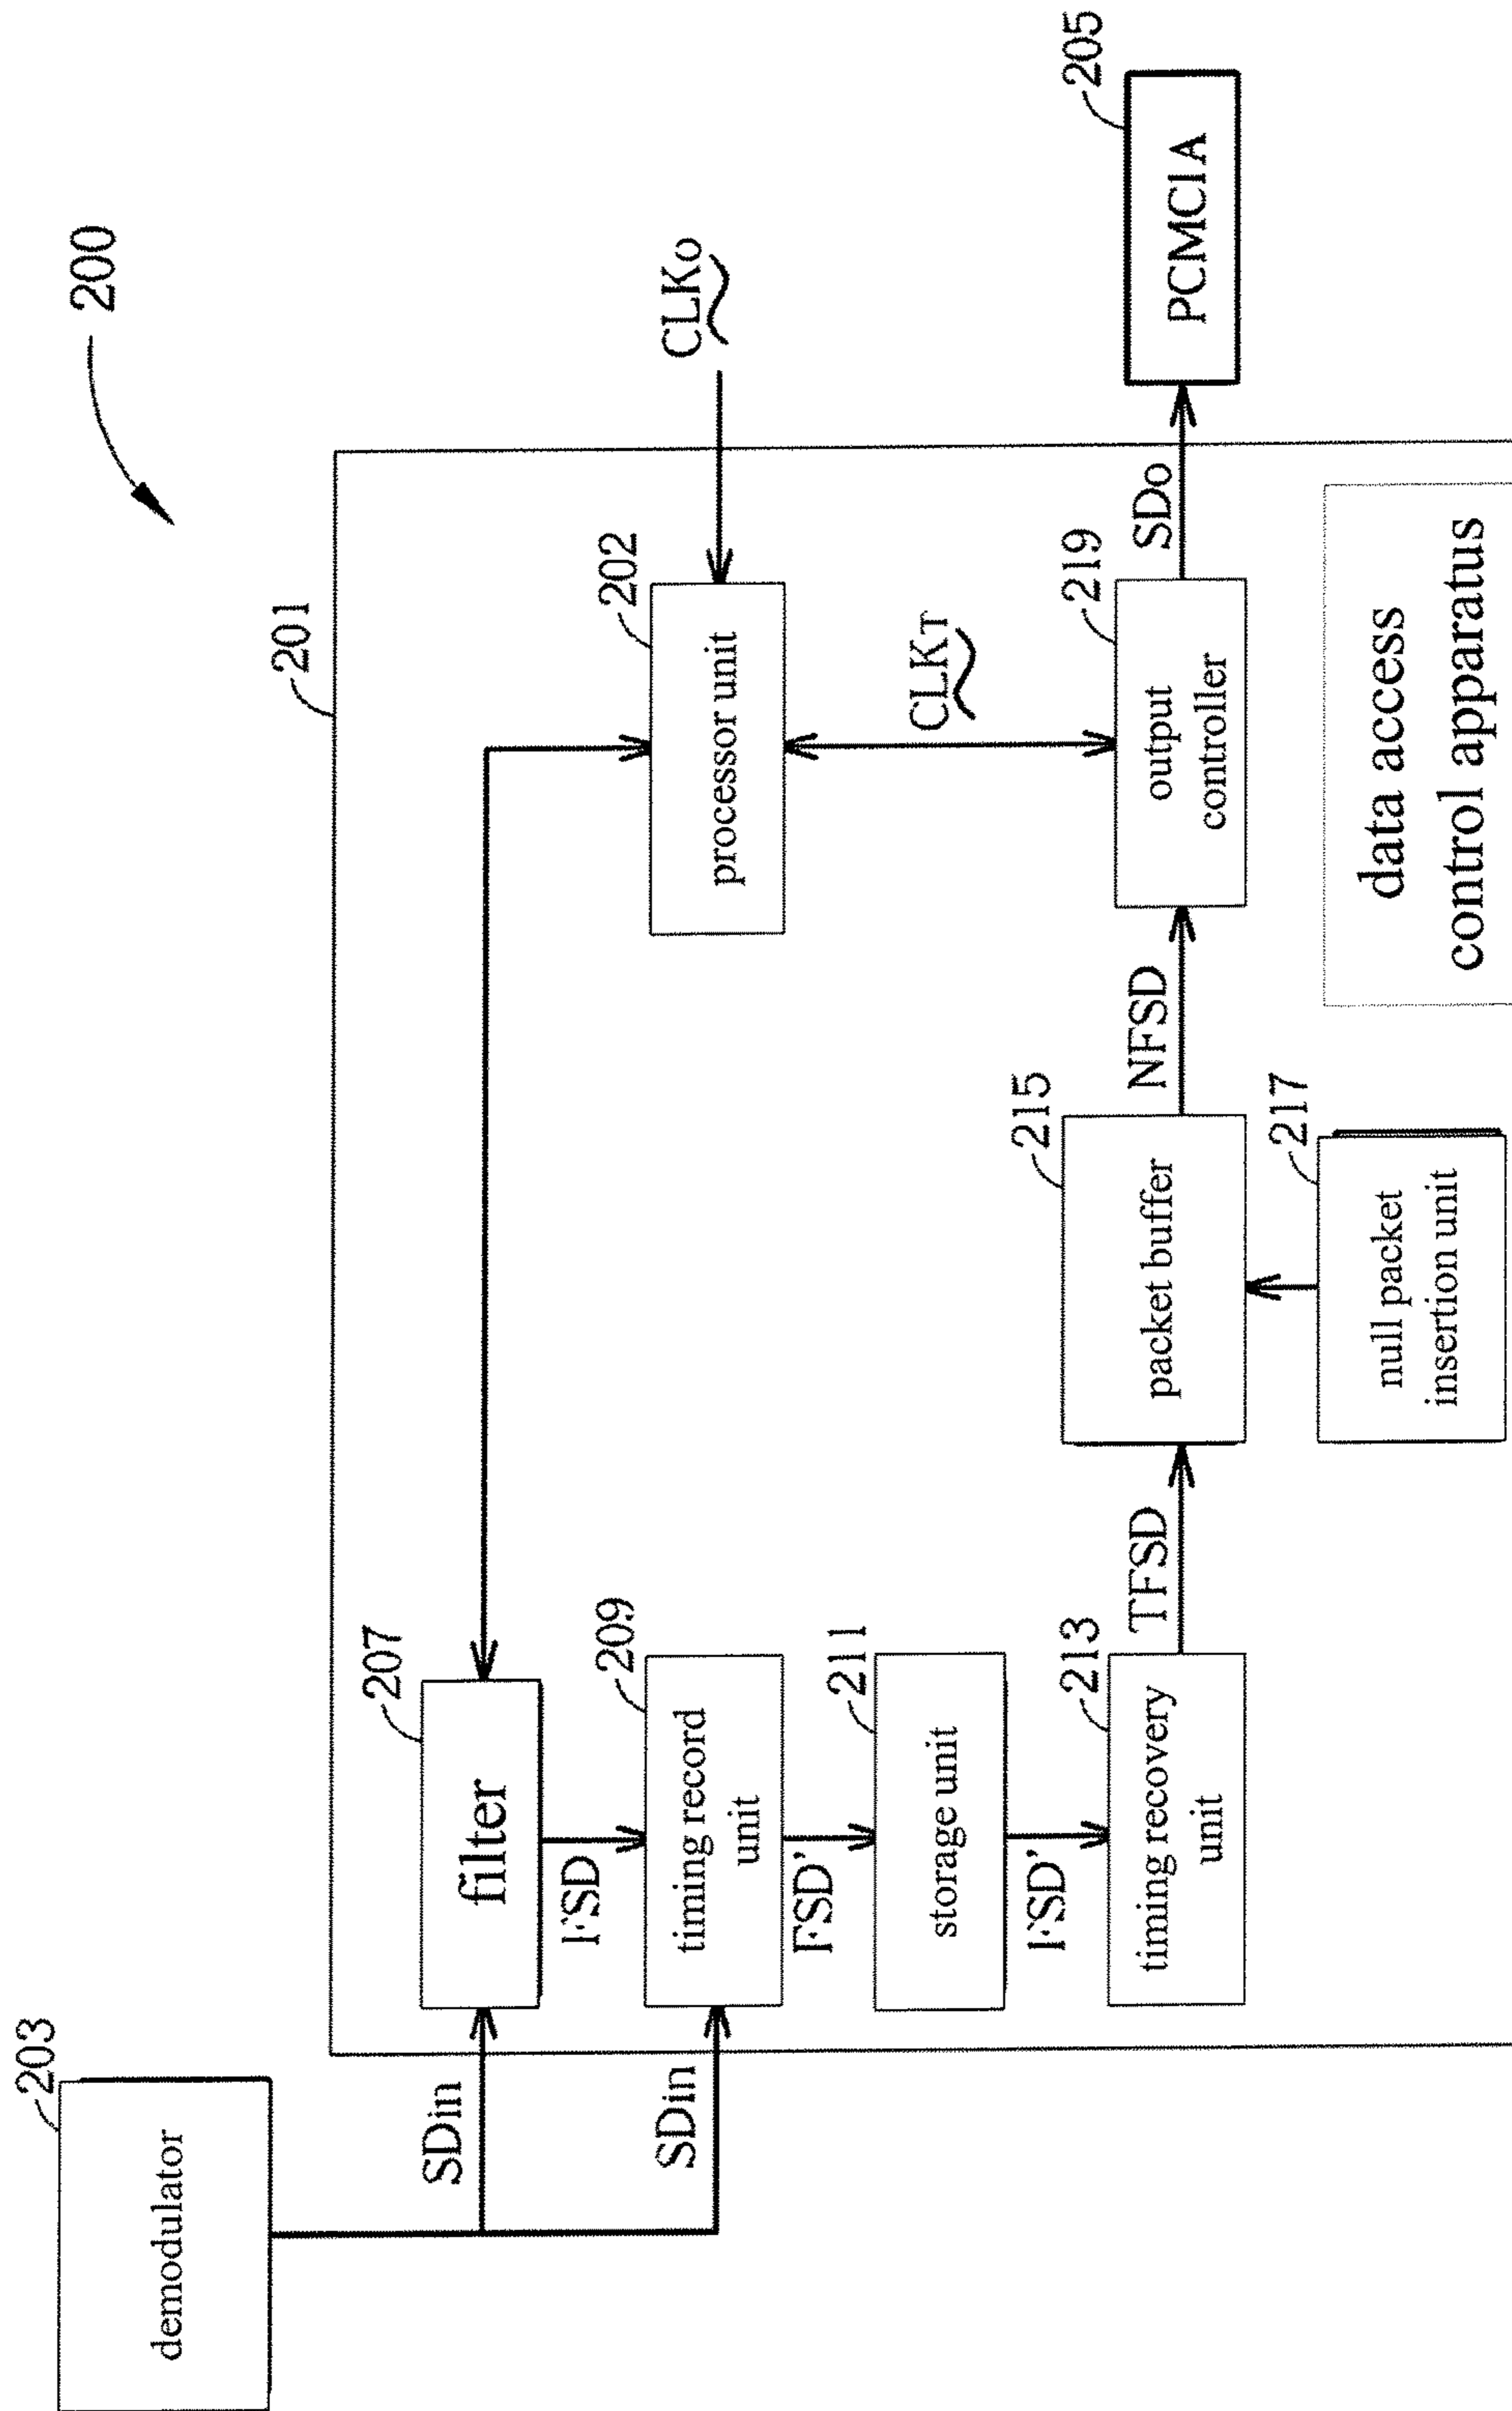 200
203
demodulator
201
SDin
SDin
207
filter
FSD
209
timing record
unit
FSD'
211
storage unit
FSD'
213
timing recovery
unit
TFSD
215
packet buffer
217
null packet
insertion unit
NFSD
202
processor unit
CLKo
CLKT
219
output
controller
SDo
205
PCMCIA
data access
control apparatus